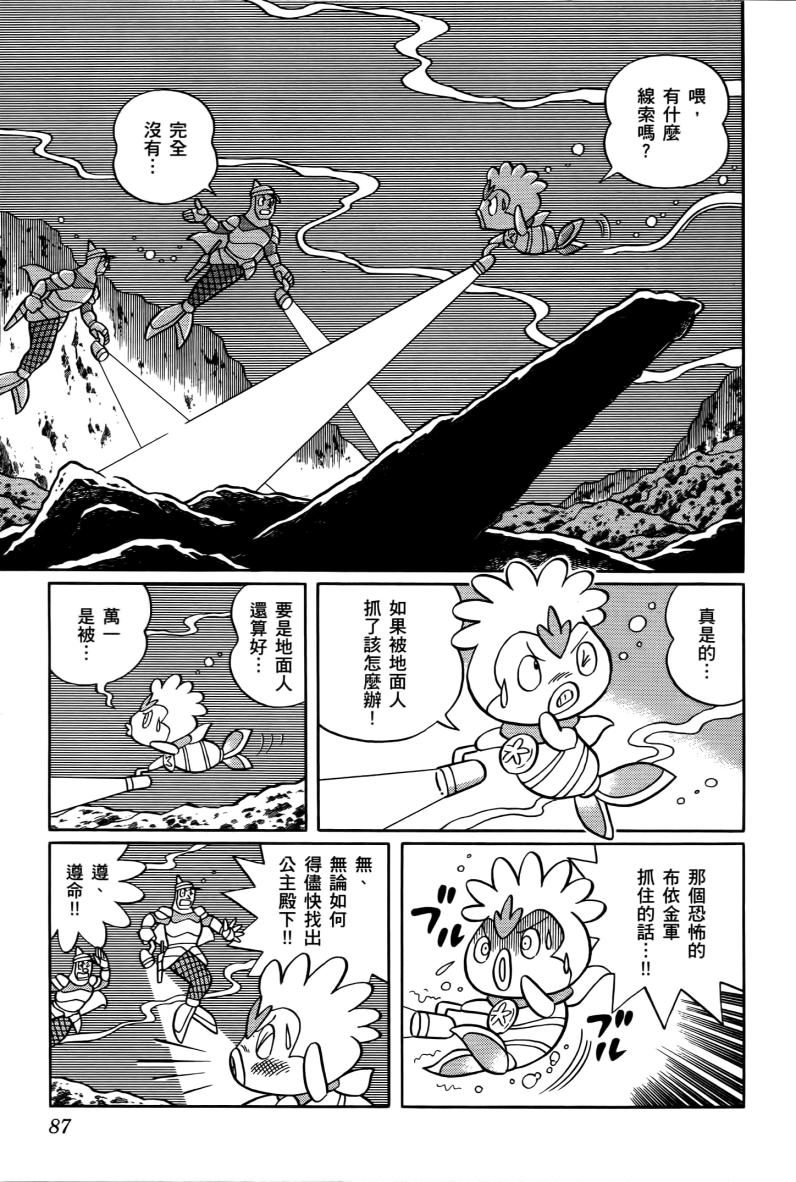 喂，
有什麼
線索嗎？
完全
沒有…
真是的…
如果被地面人
抓了該怎麼辦！
要是地面人
還算好…
萬一
是被…
那個恐怖的
布依金軍
抓住的話…!!
ブル
ブル
無、
無論如何
得儘快找出
公主殿下!!
遵、
遵命!!
87